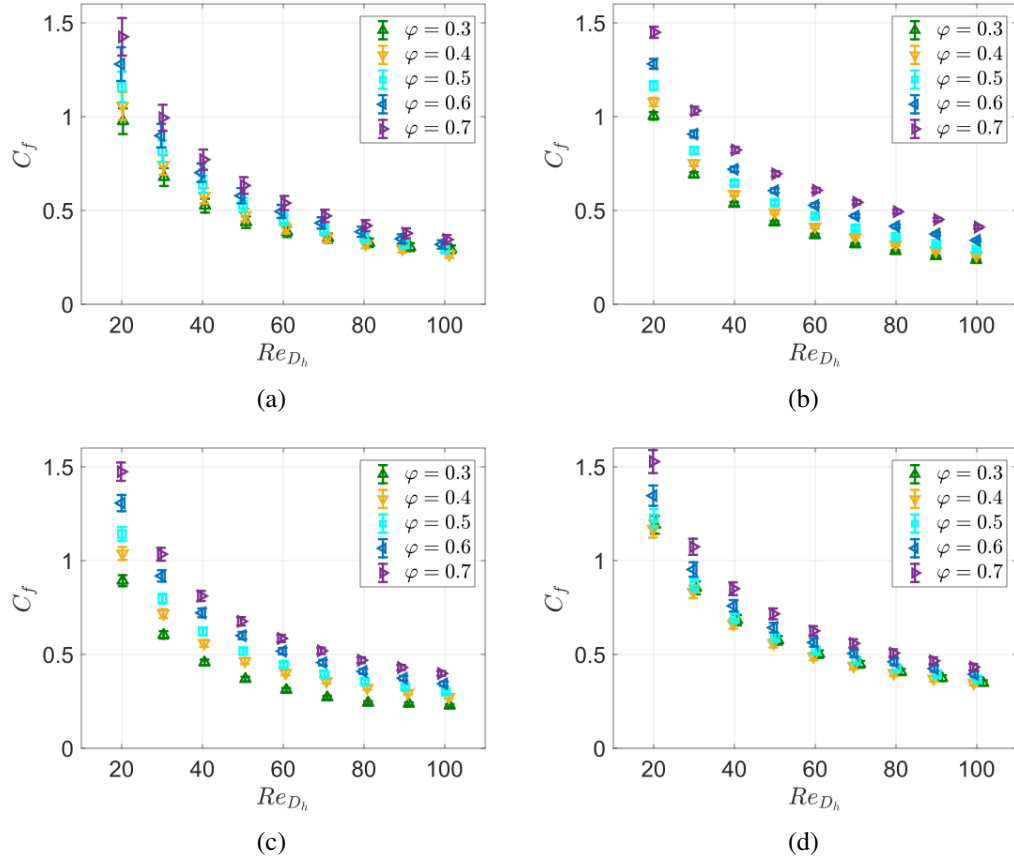 1.5
1
0.5
0
C_f
20 40 60 80 100
Re_{D_h}
φ = 0.3
φ = 0.4
φ = 0.5
φ = 0.6
φ = 0.7
(a)
1.5
1
0.5
0
C_f
20 40 60 80 100
Re_{D_h}
φ = 0.3
φ = 0.4
φ = 0.5
φ = 0.6
φ = 0.7
(b)
1.5
1
0.5
0
C_f
20 40 60 80 100
Re_{D_h}
φ = 0.3
φ = 0.4
φ = 0.5
φ = 0.6
φ = 0.7
(c)
1.5
1
0.5
0
C_f
20 40 60 80 100
Re_{D_h}
φ = 0.3
φ = 0.4
φ = 0.5
φ = 0.6
φ = 0.7
(d)